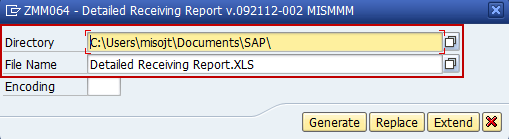 ZMM064 - Detailed Receiving Report v.092112-002 MISMMM
Directory C:\Users\misojt\Documents\SAP\
File Name Detailed Receiving Report.XLS
Encoding
Generate Replace Extend